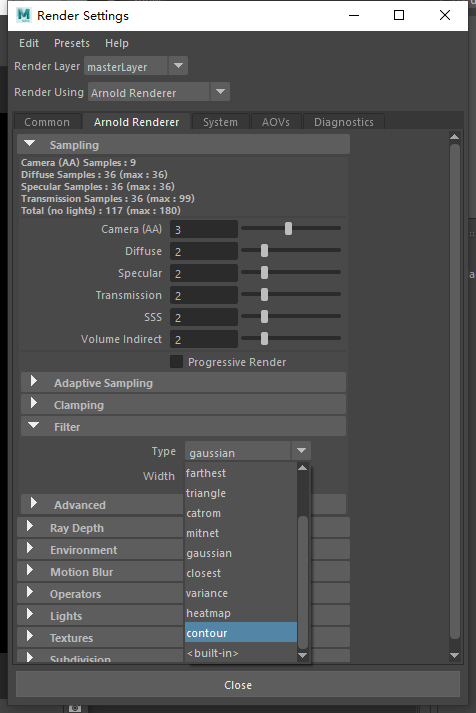 M Render Settings
Edit Presets Help
Render Layer masterLayer
Render Using Arnold Renderer
Common Arnold Renderer System AOVs Diagnostics
Sampling
Camera (AA) Samples : 9
Diffuse Samples : 36 (max : 36)
Specular Samples : 36 (max : 36)
Transmission Samples : 36 (max : 99)
Total (no lights) : 117 (max : 180)
Camera (AA) 3
Diffuse 2
Specular 2
Transmission 2
SSS 2
Volume Indirect 2
Progressive Render
Adaptive Sampling
Clamping
Filter
Type gaussian
Width
farthest
triangle
catrom
mitnet
gaussian
closest
variance
heatmap
contour
<built-in>
Advanced
Ray Depth
Environment
Motion Blur
Operators
Lights
Textures
Subdivision
Close